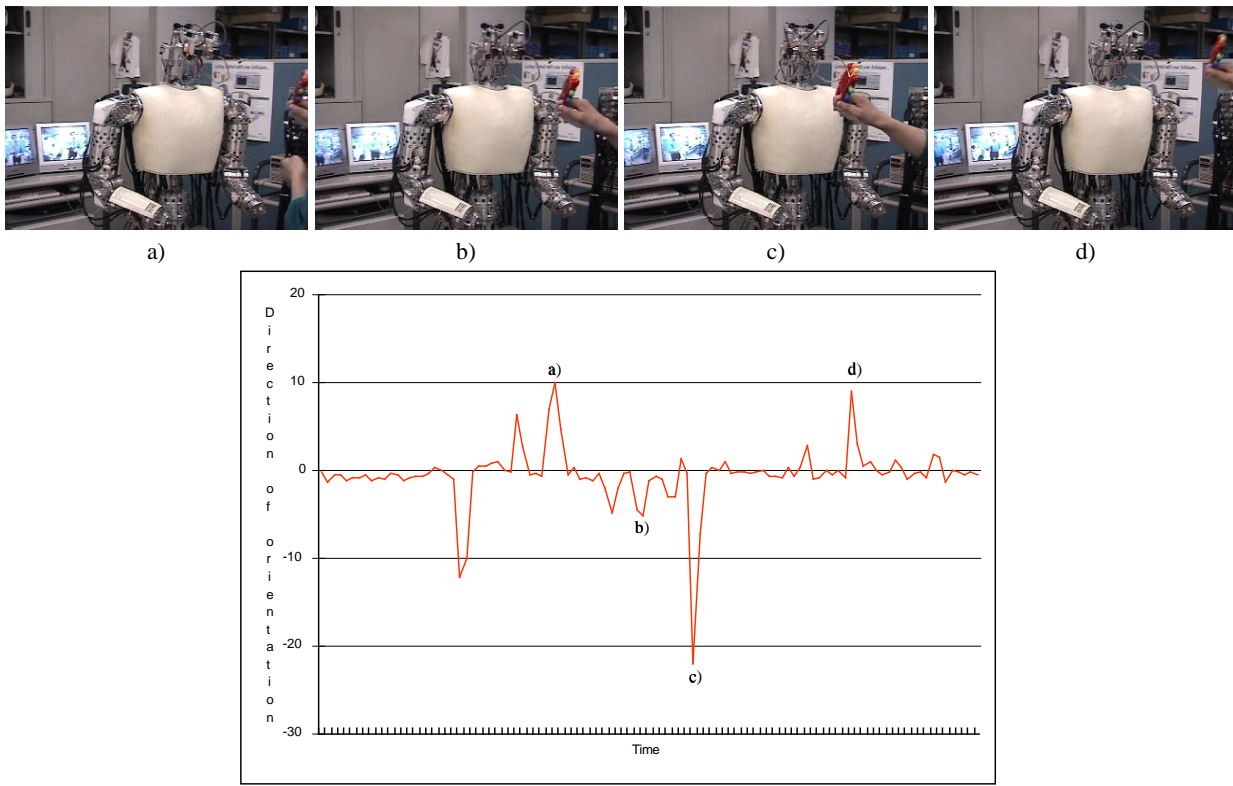 a)
b)
c)
d)
20
10
0
-10
-20
-30
Direction of orientation
a)
d)
b)
c)
Time